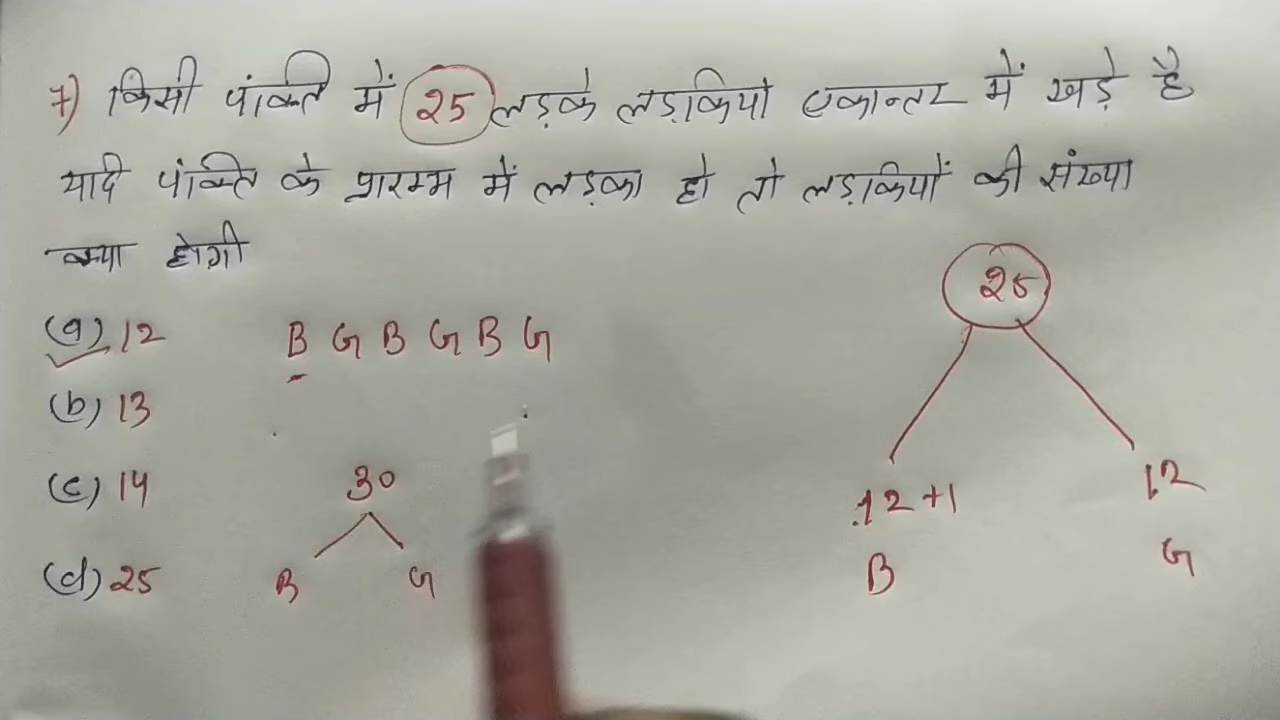 7) किसी पंक्ति में 25 लड़के लड़कियो एकान्तर में खड़े है
यदि पंक्ति के प्रारम्भ में लड़का हो तो लड़कियों की संख्या
क्या होगी
(a) 12
B G B G B G
(b) 13
(c) 14
(d) 25
30
B G
25
12+1 12
B G